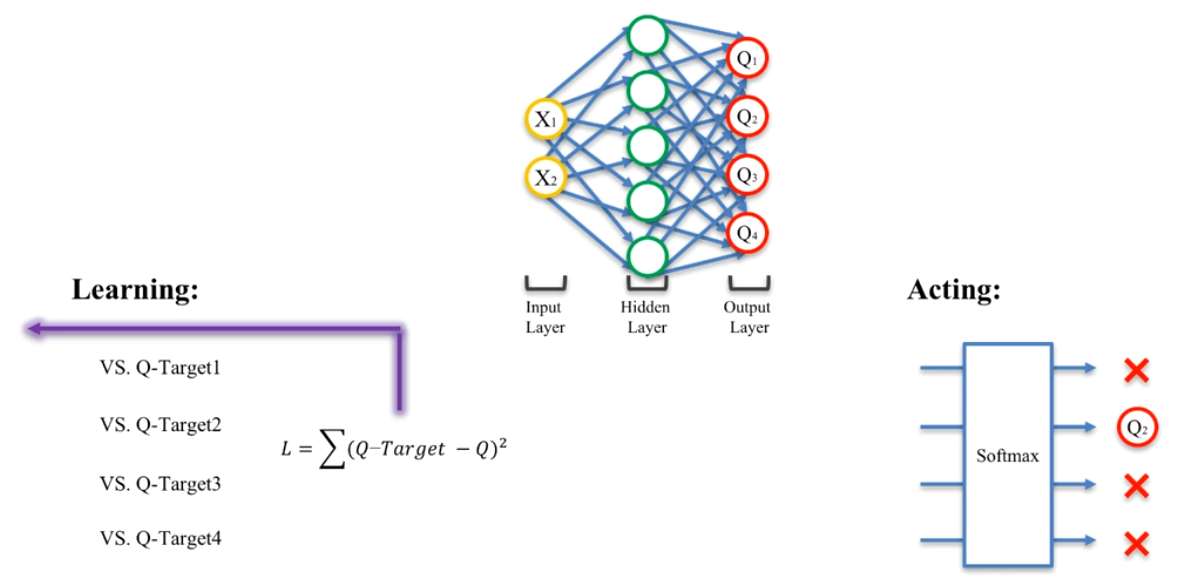 X₁
X₂
Q₁
Q₂
Q₃
Q₄
Input
Layer
Hidden
Layer
Output
Layer
Learning:
VS. Q-Target1
VS. Q-Target2
VS. Q-Target3
VS. Q-Target4
L = ∑(Q−Target − Q)²
Acting:
Softmax
Q₂